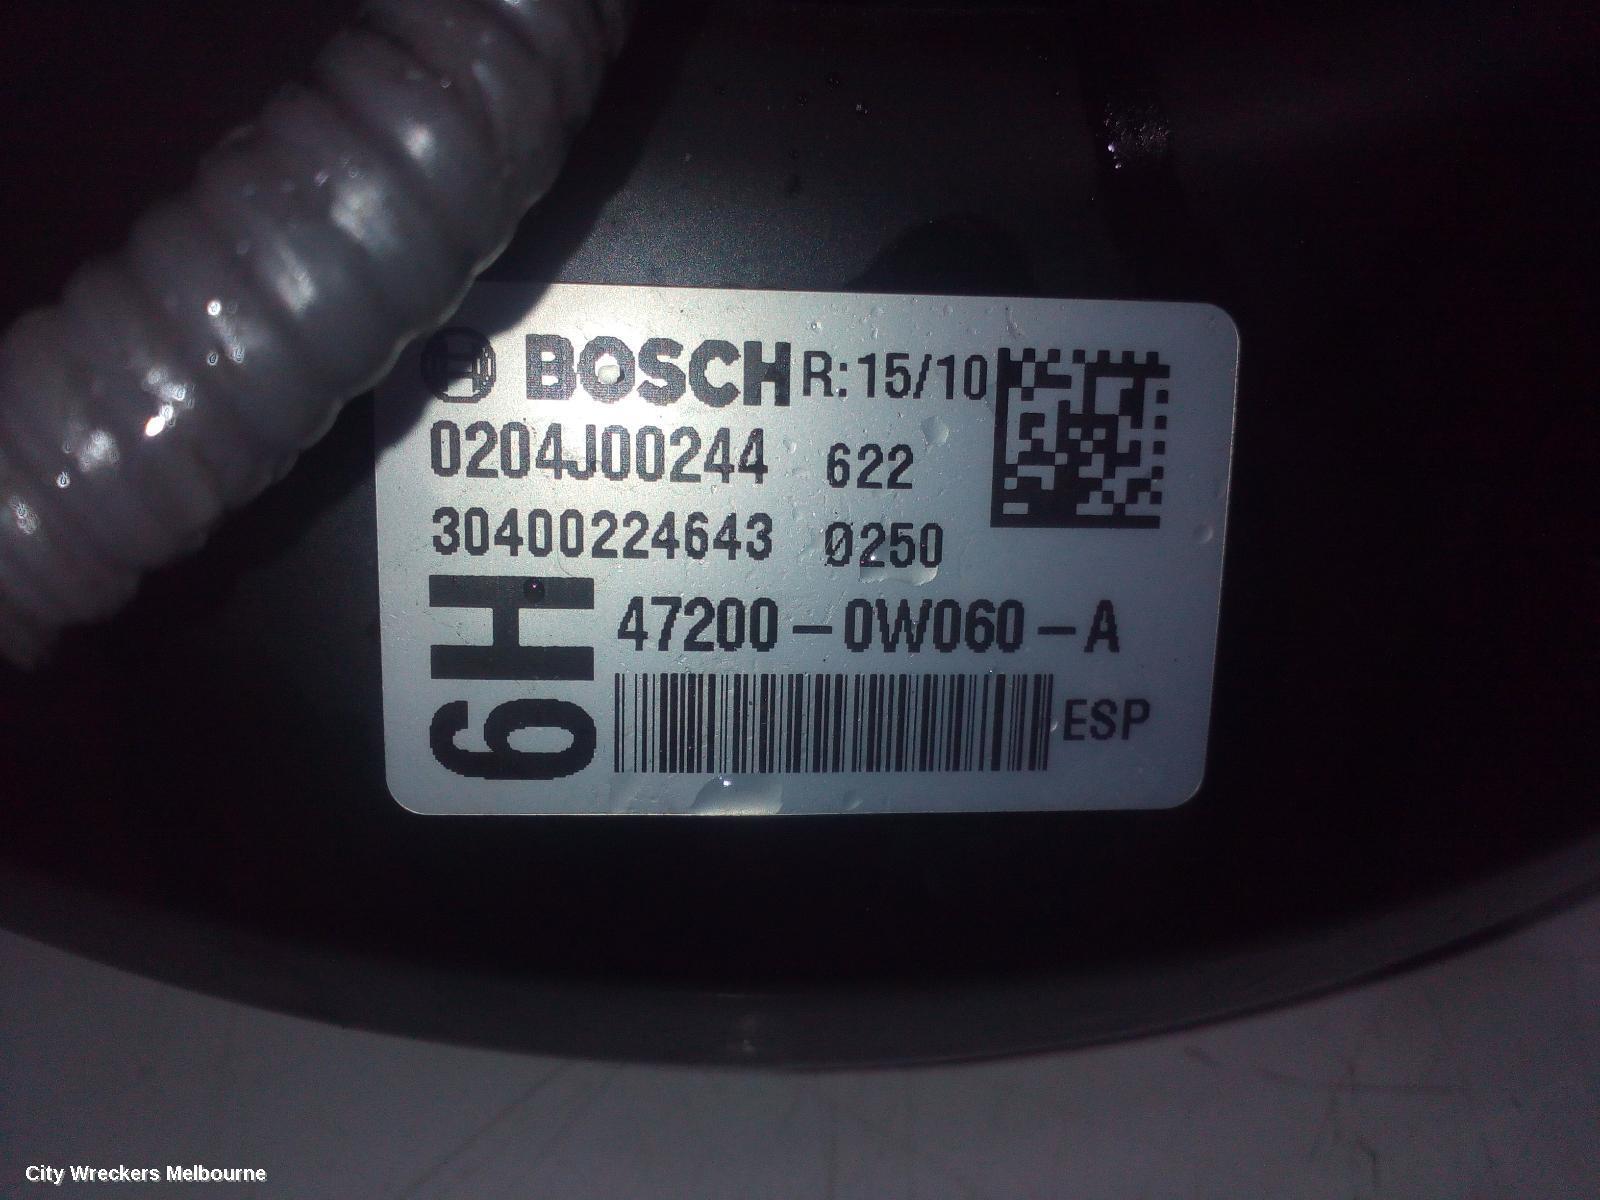 BOSCH R:15/10
0204J00244 622
30400224643 0250
6H
47200-0W060-A
ESP
City Wreckers Melbourne